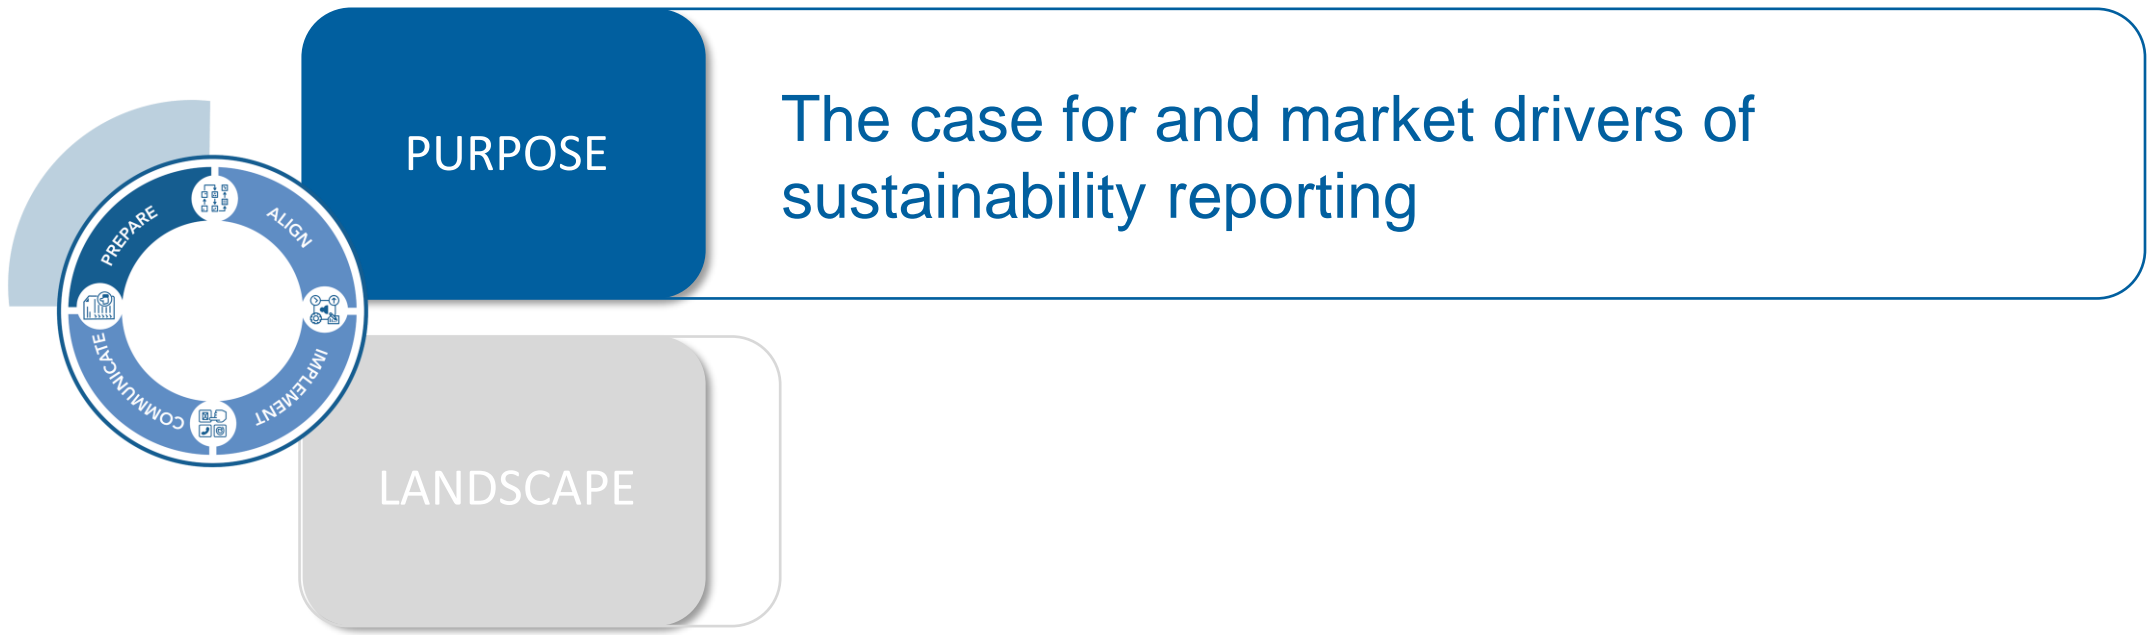 PURPOSE
The case for and market drivers of
sustainability reporting
PREPARE
ALIGN
IMPLEMENT
COMMUNICATE
LANDSCAPE